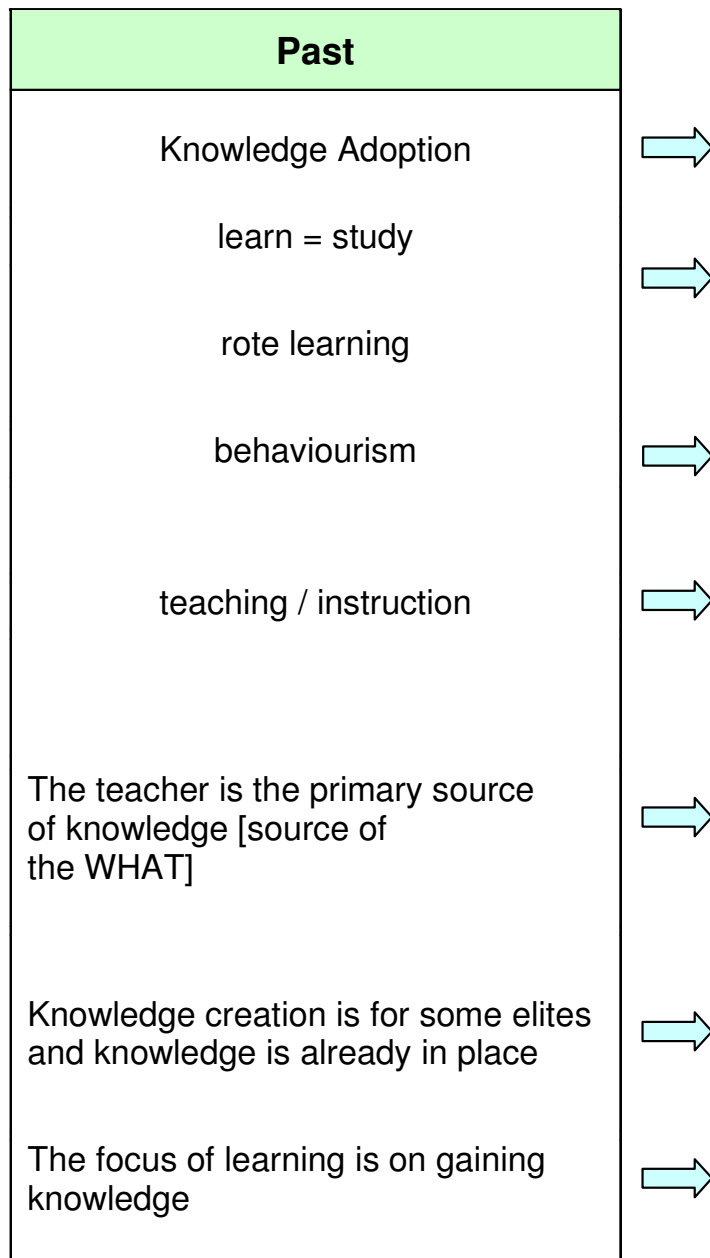 Past
Knowledge Adoption
learn = study
rote learning
behaviourism
teaching / instruction
The teacher is the primary source
of knowledge [source of
the WHAT]
Knowledge creation is for some elites
and knowledge is already in place
The focus of learning is on gaining
knowledge